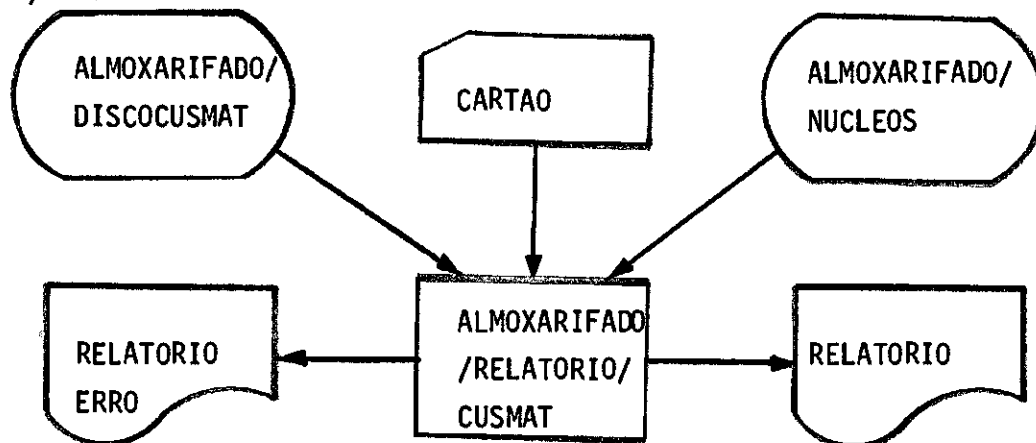 ALMOXARIFADO/
DISCOCUSMAT
CARTAO
ALMOXARIFADO/
NUCLEOS
RELATORIO
ERRO
ALMOXARIFADO
/RELATORIO/
CUSMAT
RELATORIO